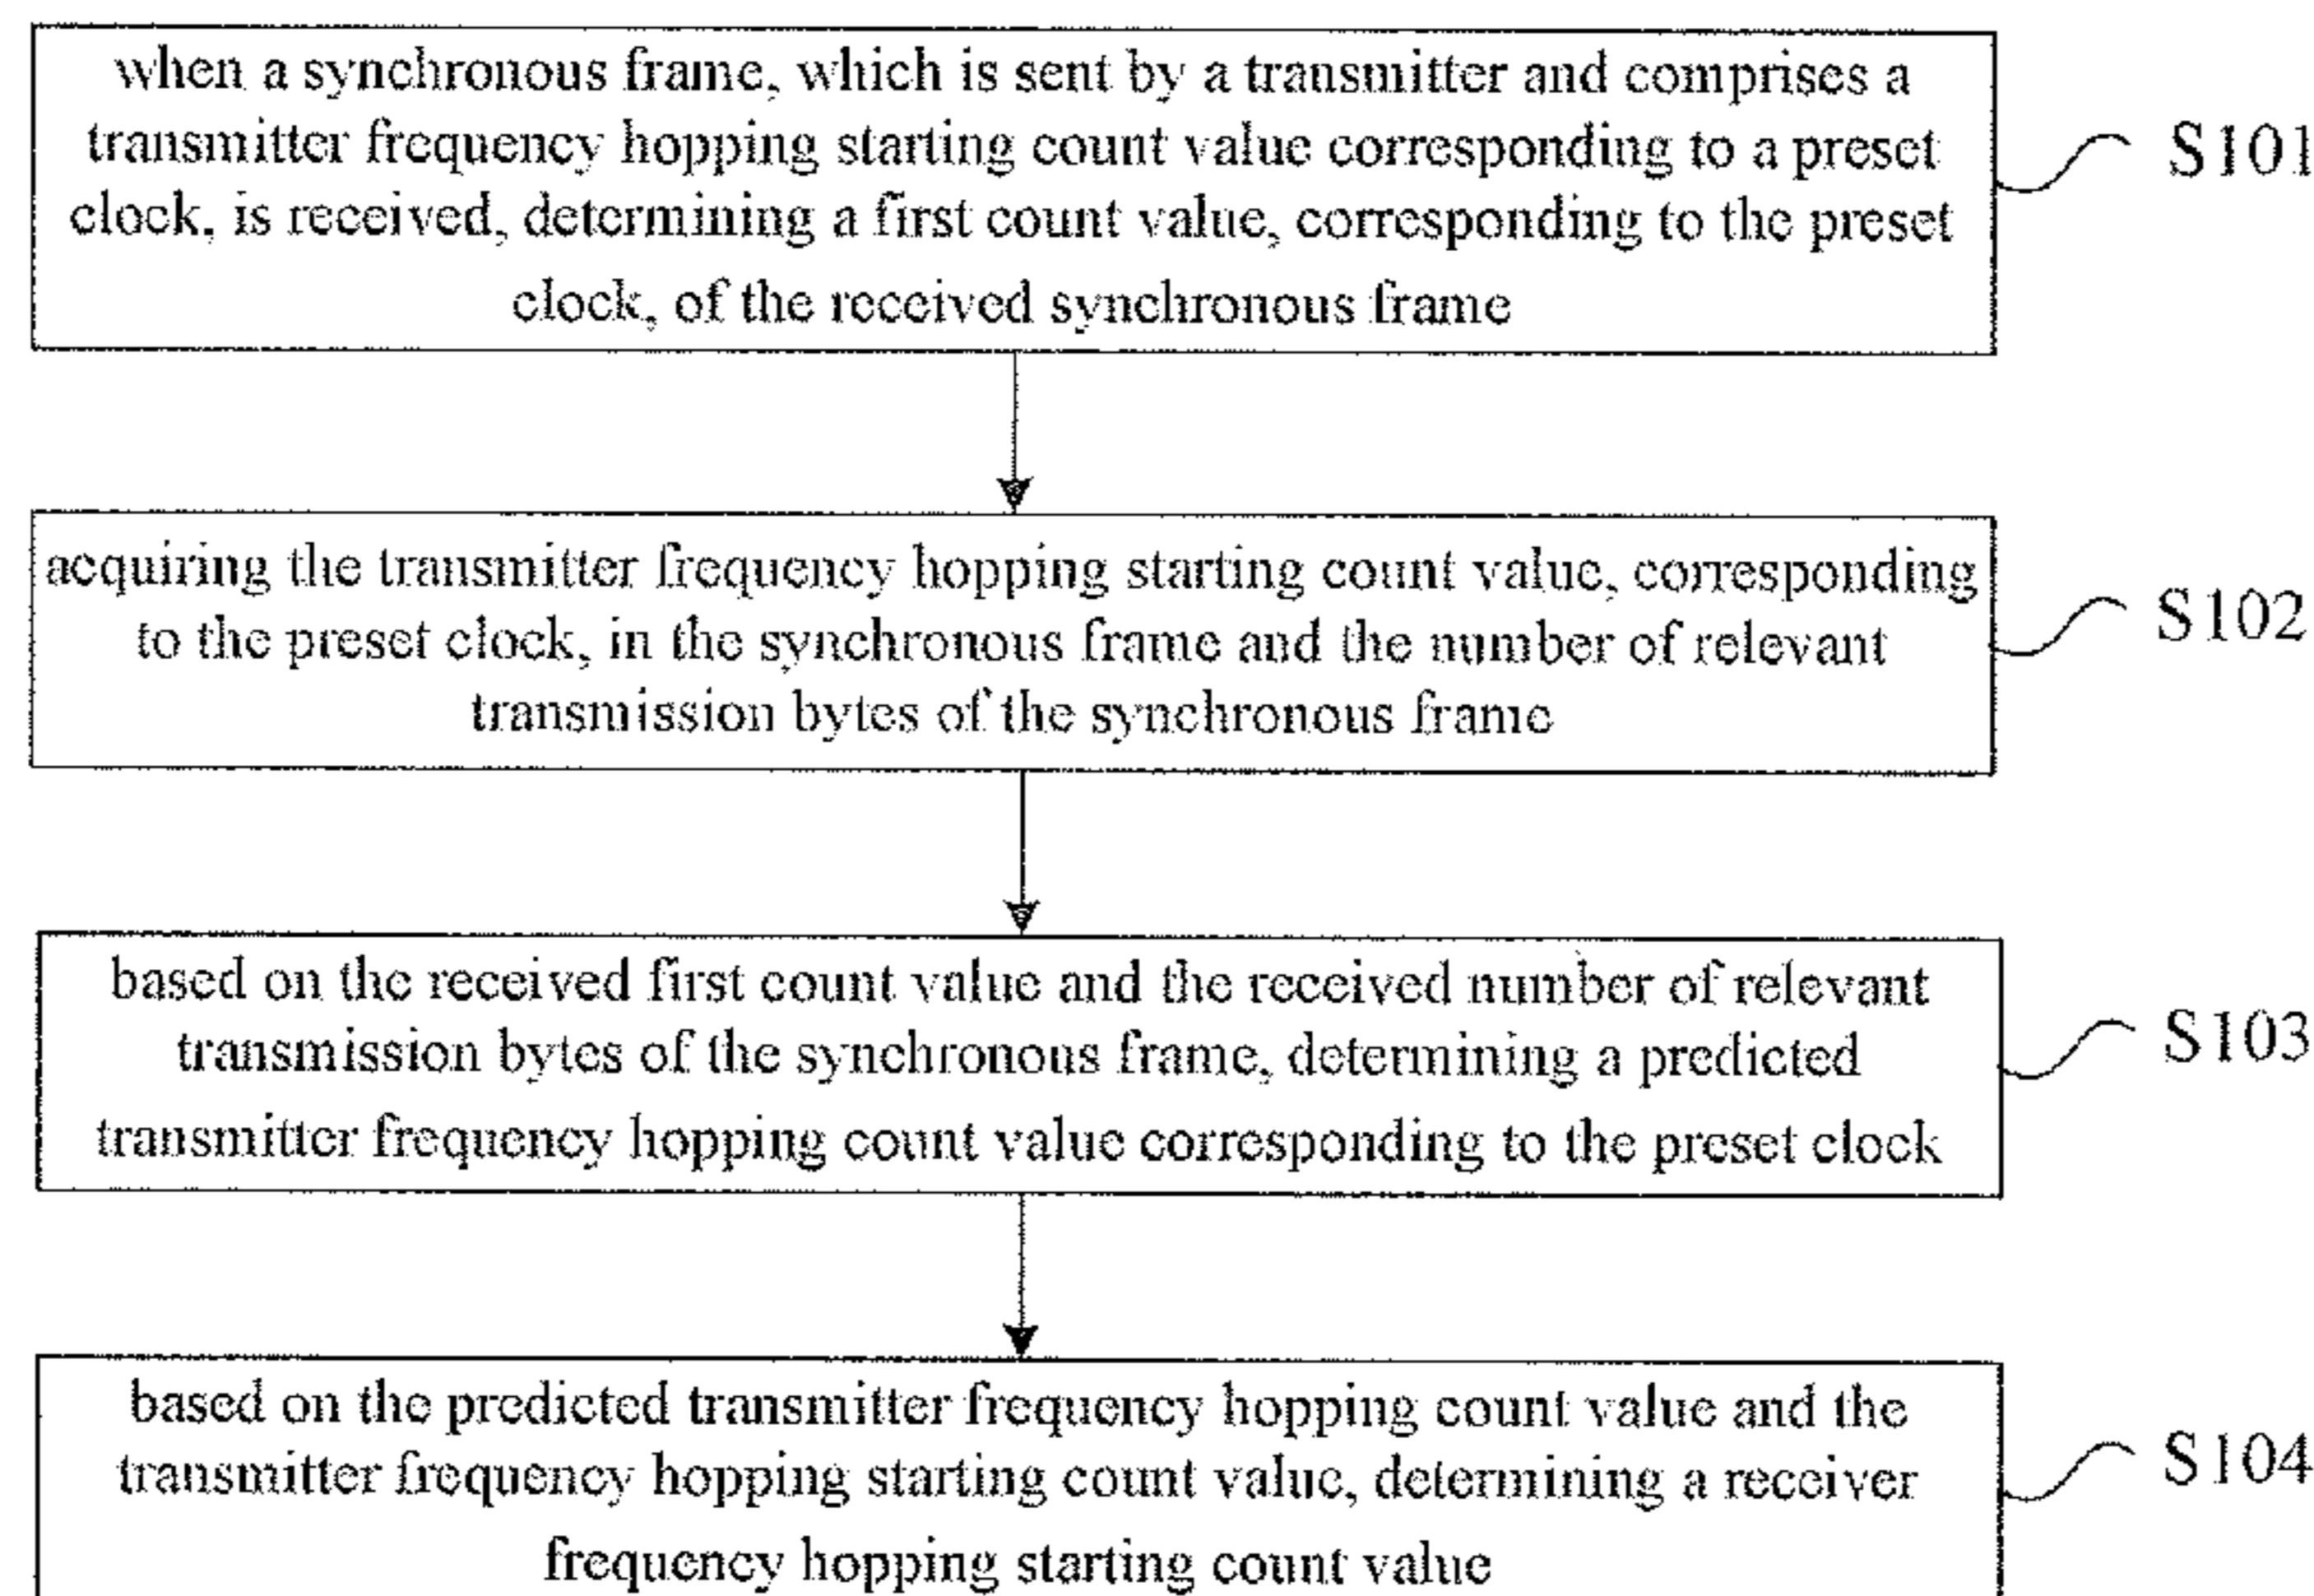 when a synchronous frame, which is sent by a transmitter and comprises a
transmitter frequency hopping starting count value corresponding to a preset
clock, is received, determining a first count value, corresponding to the preset
clock, of the received synchronous frame
S101
acquiring the transmitter frequency hopping starting count value, corresponding
to the preset clock, in the synchronous frame and the number of relevant
transmission bytes of the synchronous frame
S102
based on the received first count value and the received number of relevant
transmission bytes of the synchronous frame, determining a predicted
transmitter frequency hopping count value corresponding to the preset clock
S103
based on the predicted transmitter frequency hopping count value and the
transmitter frequency hopping starting count value, determining a receiver
frequency hopping starting count value
S104